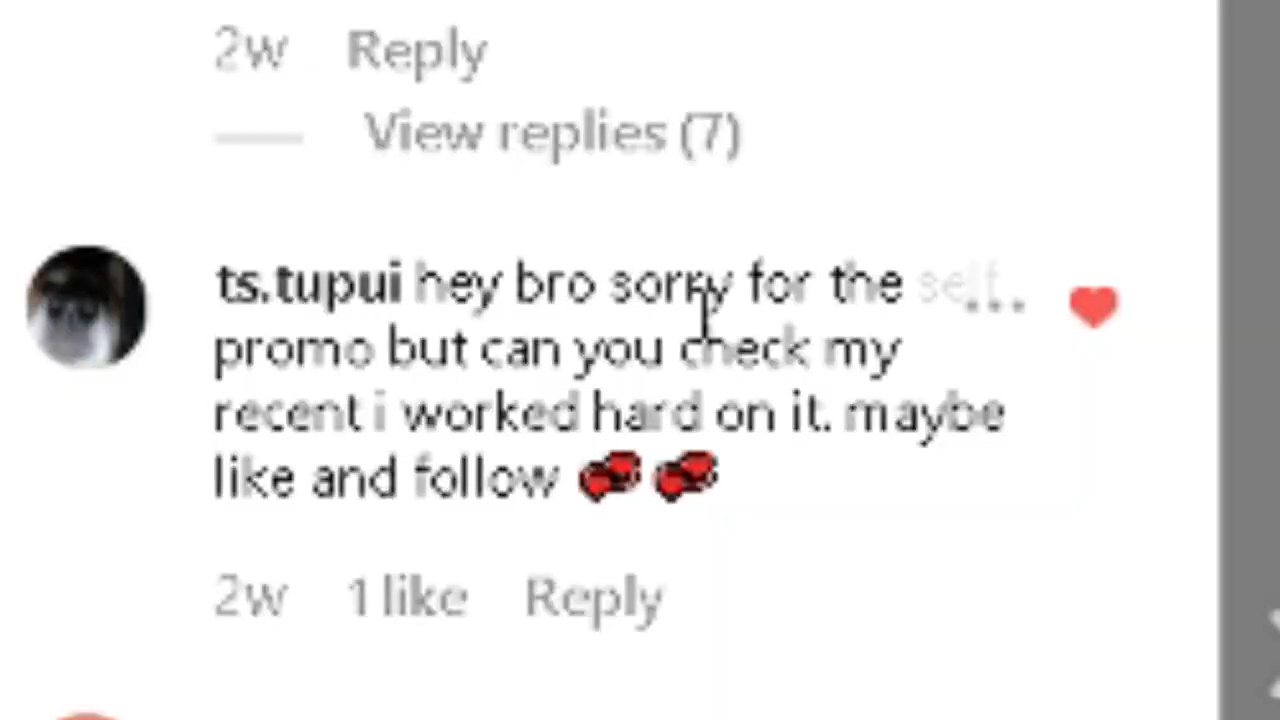 2w Reply
View replies (7)
ts.tupui hey bro sorry for the self
promo but can you check my
recent i worked hard on it. maybe
like and follow
2w 1 like Reply